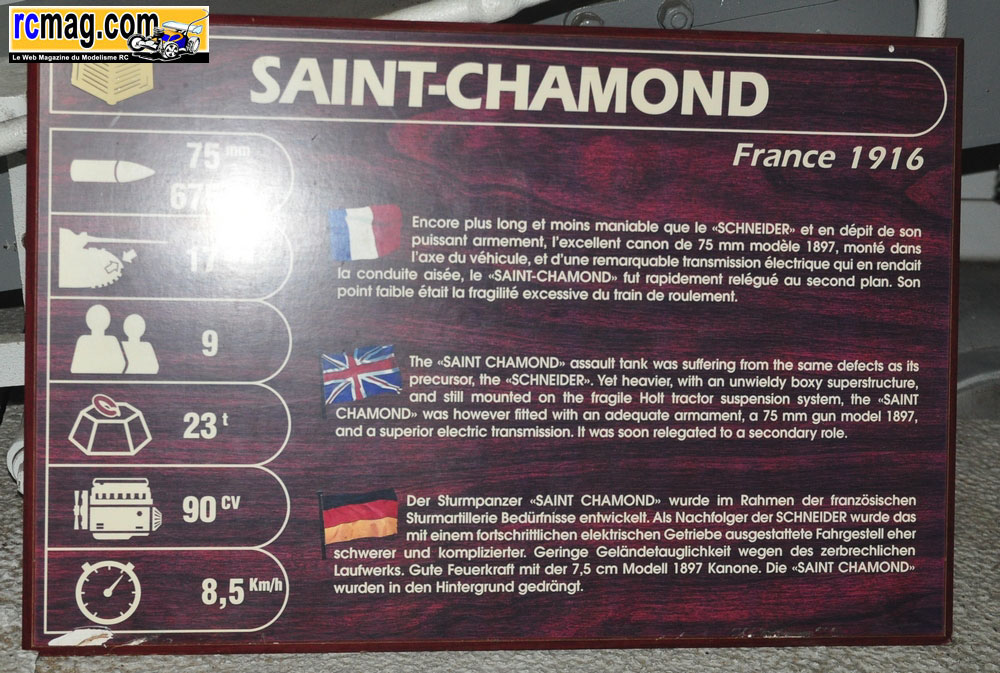 rcmag.com
Le Web Magazine du Modelisme RC
SAINT-CHAMOND
France 1916
75 mm
9
23 t
90 cv
8,5 Km/h
Encore plus long et moins maniable que le «SCHNEIDER» et en dépit de son
puissant armement, l'excellent canon de 75 mm modèle 1897, monté dans
l'axe du véhicule, et d'une remarquable transmission électrique qui en rendait
la conduite aisée, le «SAINT-CHAMOND» fut rapidement relégué au second plan. Son
point faible était la fragilité excessive du train de roulement.
The «SAINT CHAMOND» assault tank was suffering from the same defects as its
precursor, the «SCHNEIDER». Yet heavier, with an unwieldy boxy superstructure,
and still mounted on the fragile Holt tractor suspension system, the «SAINT
CHAMOND» was however fitted with an adequate armament, a 75 mm gun model 1897,
and a superior electric transmission. It was soon relegated to a secondary role.
Der Sturmpanzer «SAINT CHAMOND» wurde im Rahmen der französischen
Sturmartillerie Bedürfnisse entwickelt. Als Nachfolger der SCHNEIDER wurde das
mit einem fortschrittlichen elektrischen Getriebe ausgestattete Fahrgestell eher
schwerer und komplizierter. Geringe Geländetauglichkeit wegen des zerbrechlichen
Laufwerks. Gute Feuerkraft mit der 7,5 cm Modell 1897 Kanone. Die «SAINT CHAMOND»
wurden in den Hintergrund gedrängt.